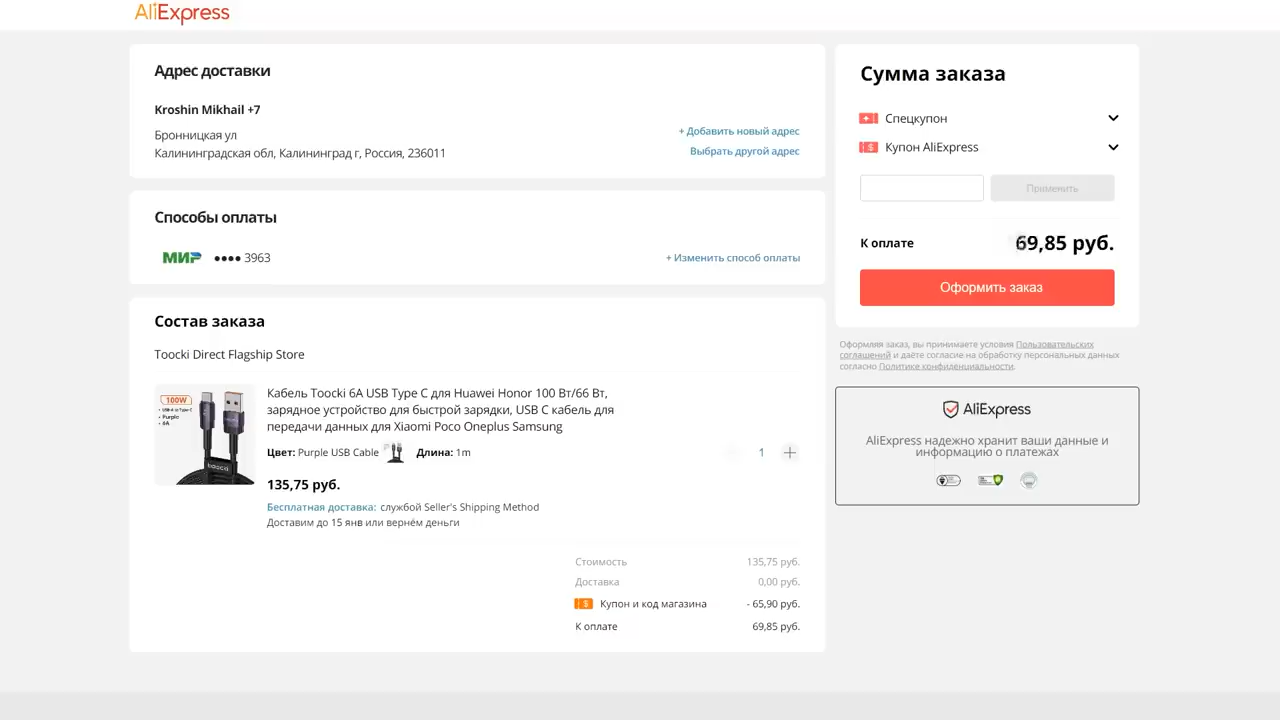 AliExpress
Адрес доставки
Kroshin Mikhail +7
Бронницкая ул
Калининградская обл, Калининград г, Россия, 236011
+ Добавить новый адрес
Выбрать другой адрес
Способы оплаты
МИР •••• 3963
+ Изменить способ оплаты
Состав заказа
Toocki Direct Flagship Store
100W
• USB-A to Type-C
• Purple
• 6A
toocki
Кабель Toocki 6A USB Type C для Huawei Honor 100 Вт/66 Вт,
зарядное устройство для быстрой зарядки, USB C кабель для
передачи данных для Xiaomi Poco Oneplus Samsung
Цвет: Purple USB Cable Длина: 1m
1 +
135,75 руб.
Бесплатная доставка: службой Seller's Shipping Method
Доставим до 15 янв или вернём деньги
Стоимость 135,75 руб.
Доставка 0,00 руб.
Купон и код магазина - 65,90 руб.
К оплате 69,85 руб.
Сумма заказа
Спецкупон
Купон AliExpress
Применить
К оплате 69,85 руб.
Оформить заказ
Оформляя заказ, вы принимаете условия Пользовательских
соглашений и даёте согласие на обработку персональных данных
согласно Политике конфиденциальности.
AliExpress
AliExpress надежно хранит ваши данные и
информацию о платежах